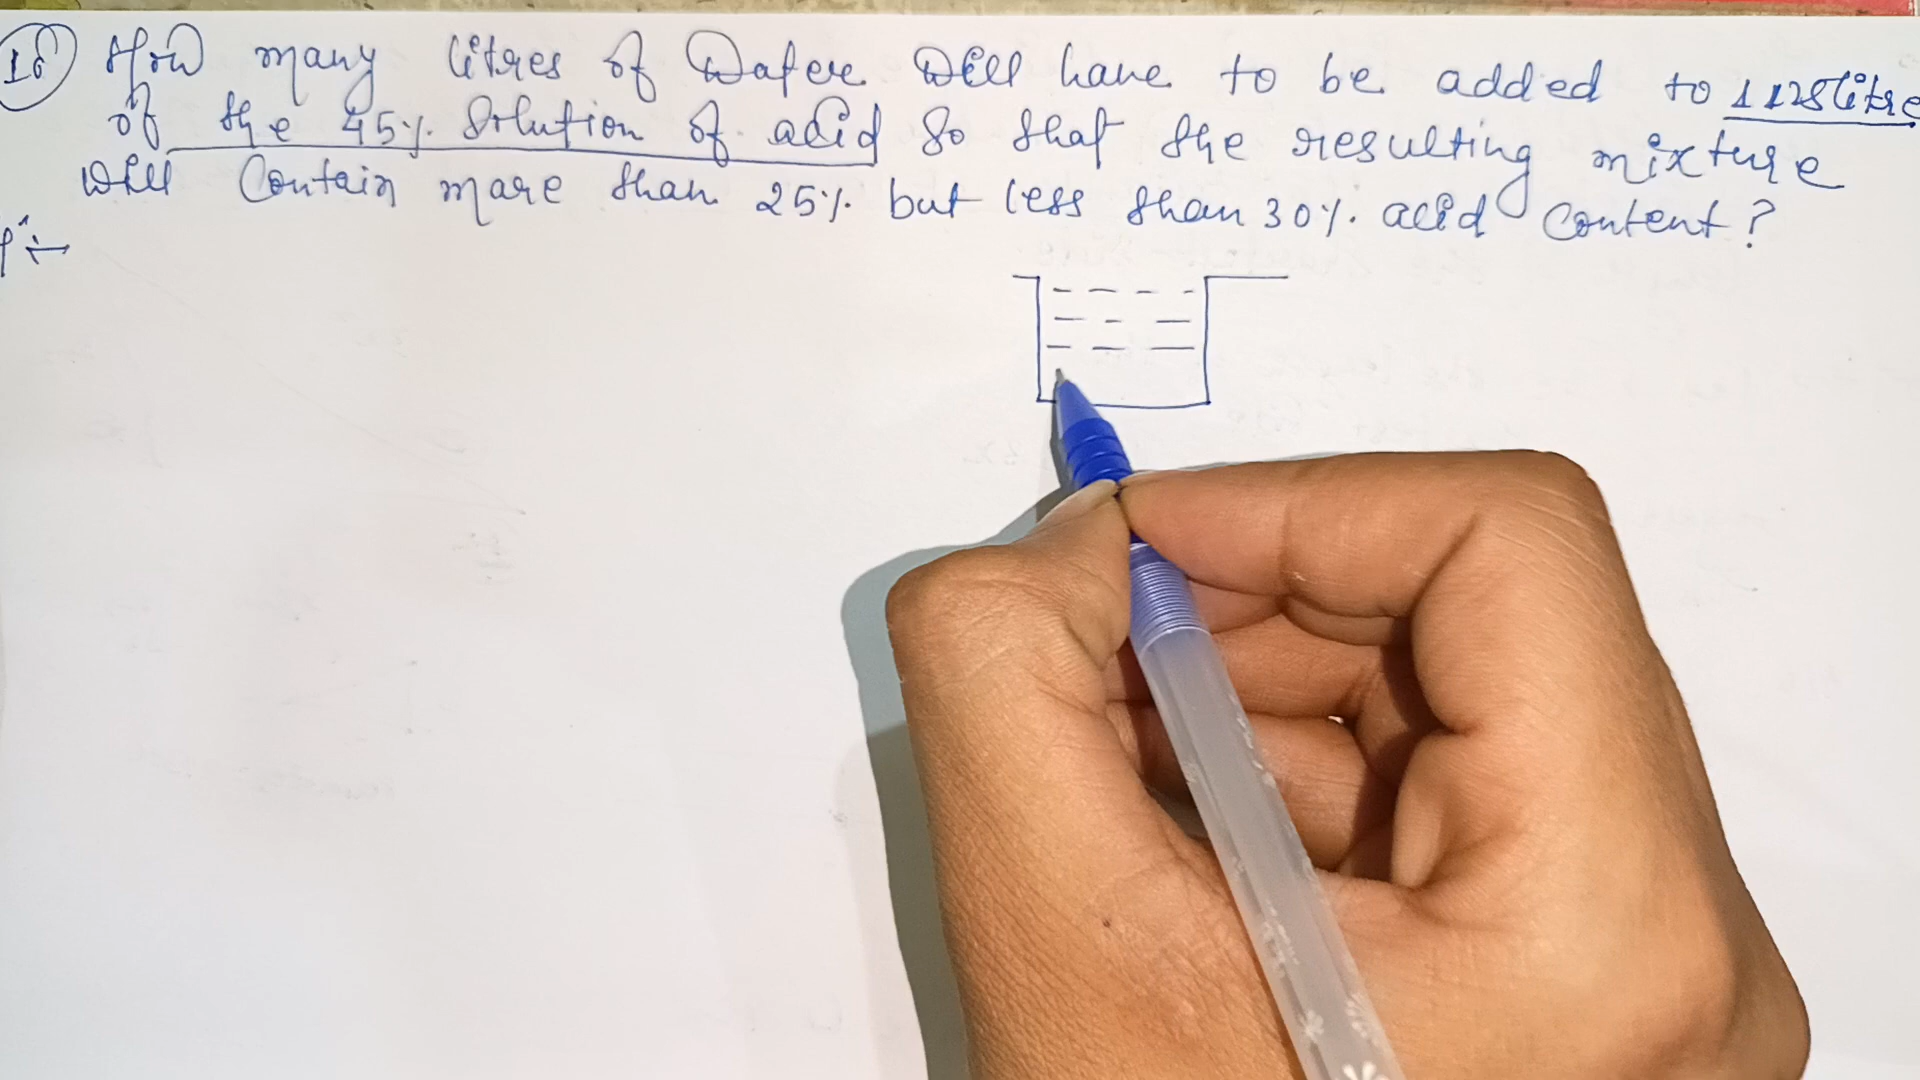 18 How many litres of water will have to be added to 1125 litre
of the 45% solution of acid so that the resulting mixture
will contain more than 25% but less than 30% acid content?